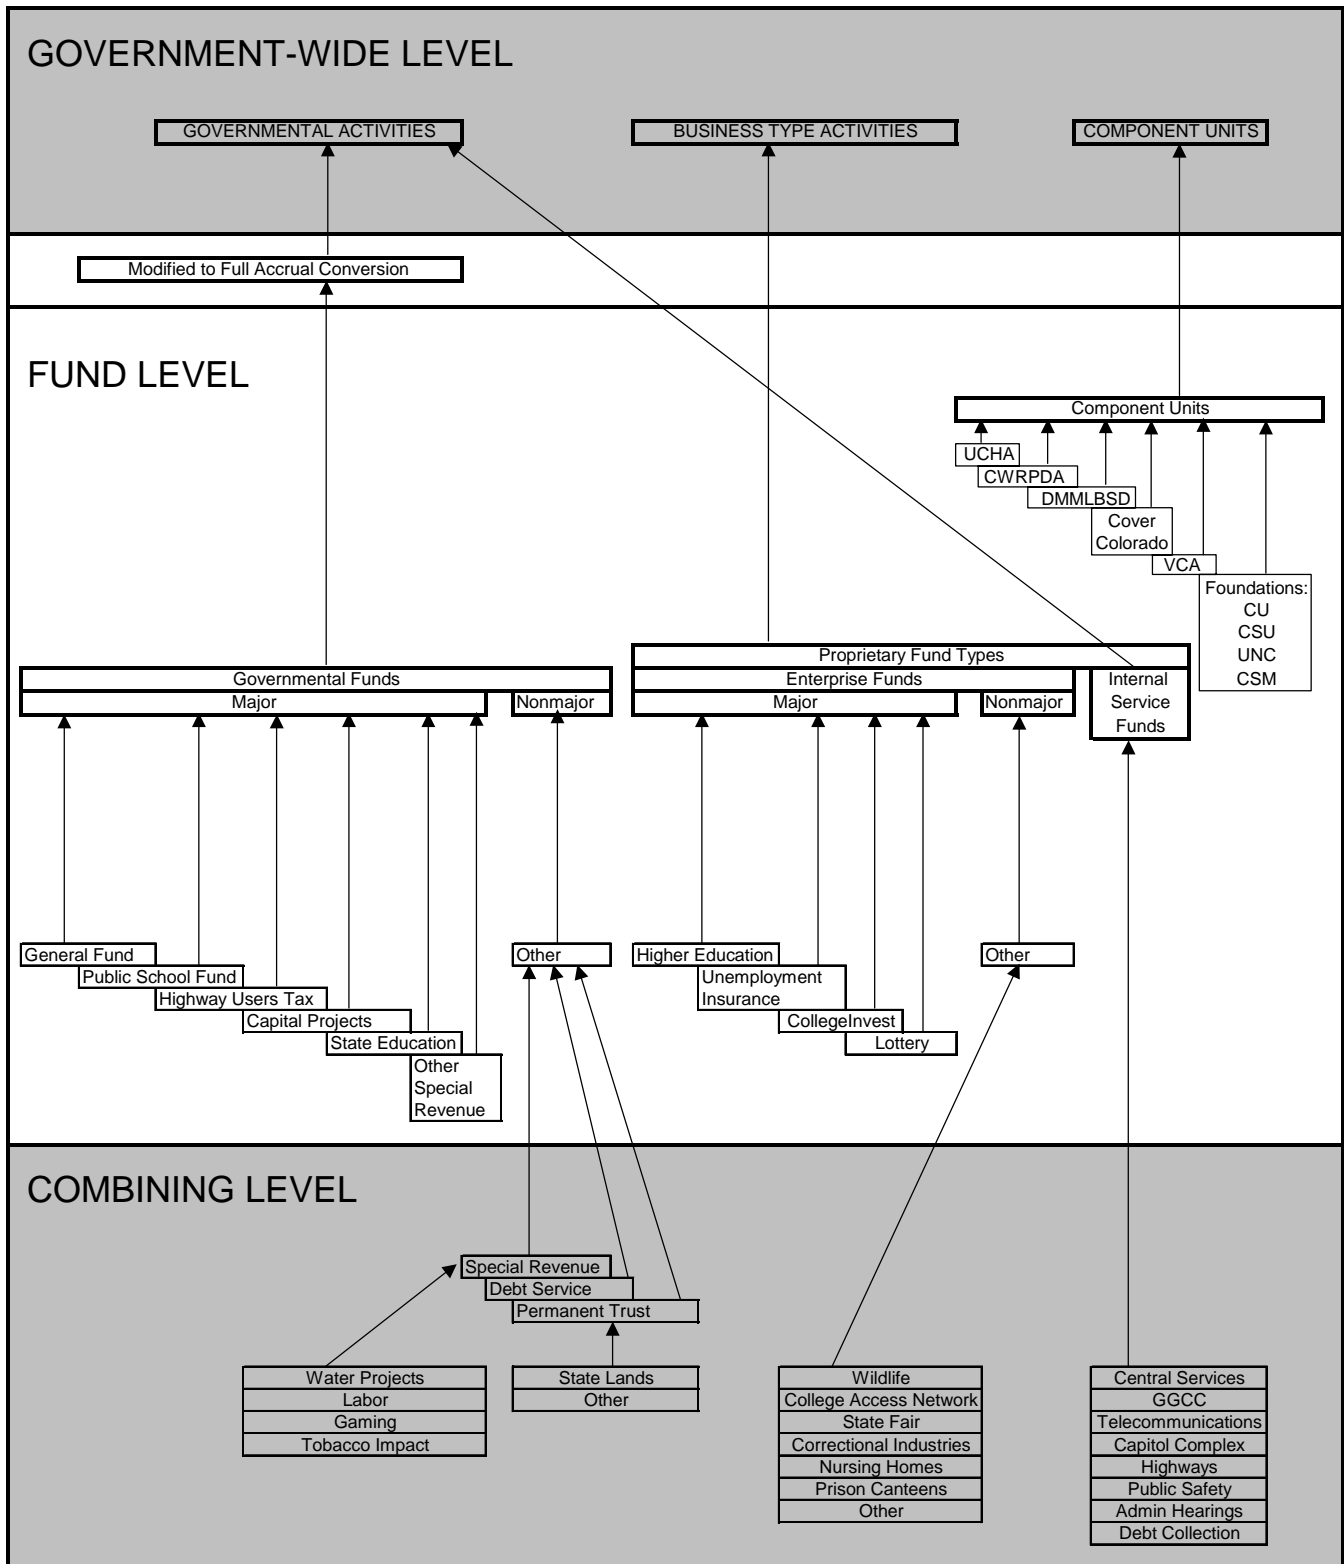 GOVERNMENT-WIDE LEVEL
GOVERNMENTAL ACTIVITIES
BUSINESS TYPE ACTIVITIES
COMPONENT UNITS
Modified to Full Accrual Conversion
FUND LEVEL
Component Units
UCHA
CWRPDA
DMMLBSD
Cover
Colorado
VCA
Foundations:
CU
CSU
UNC
CSM
Governmental Funds
Major
Nonmajor
Proprietary Fund Types
Enterprise Funds
Major
Nonmajor
Internal
Service
Funds
General Fund
Public School Fund
Highway Users Tax
Capital Projects
State Education
Other
Special
Revenue
Other
Higher Education
Unemployment
Insurance
CollegeInvest
Lottery
Other
COMBINING LEVEL
Special Revenue
Debt Service
Permanent Trust
Water Projects
Labor
Gaming
Tobacco Impact
State Lands
Other
Wildlife
College Access Network
State Fair
Correctional Industries
Nursing Homes
Prison Canteens
Other
Central Services
GGCC
Telecommunications
Capitol Complex
Highways
Public Safety
Admin Hearings
Debt Collection